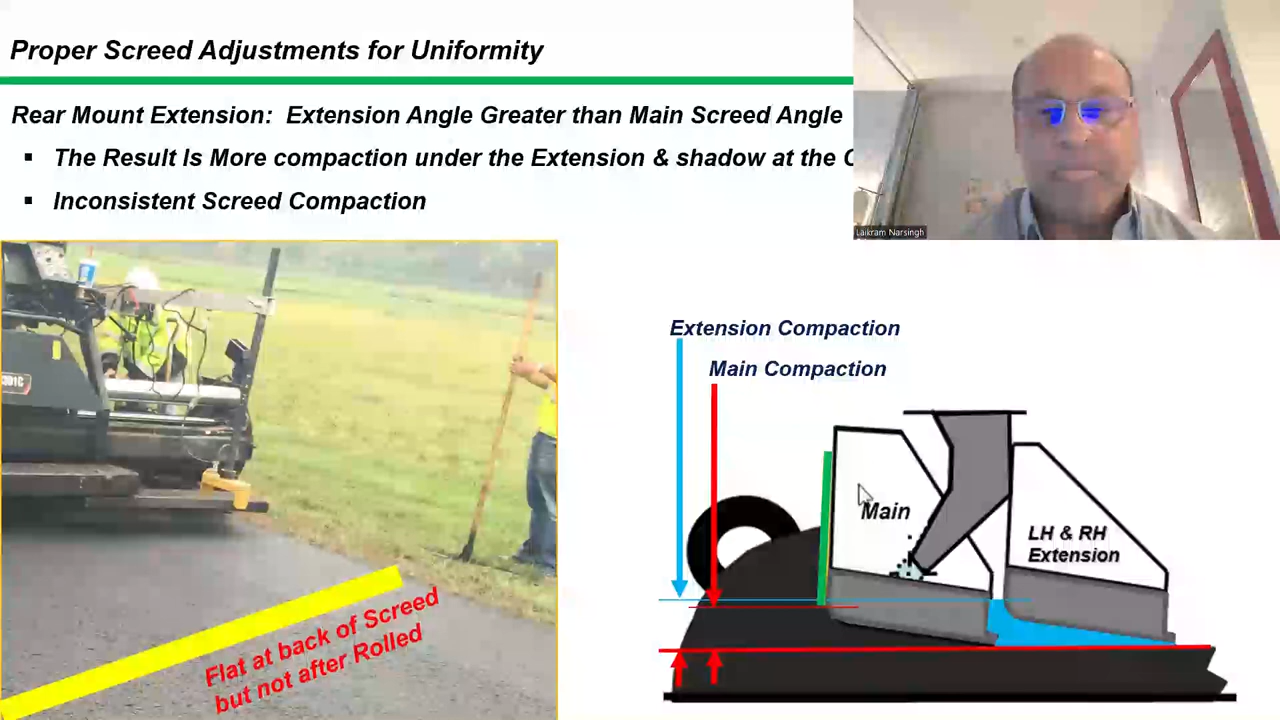 Proper Screed Adjustments for Uniformity
Rear Mount Extension: Extension Angle Greater than Main Screed Angle
▪ The Result Is More compaction under the Extension & shadow at the
▪ Inconsistent Screed Compaction
Laikram Narsingh
Extension Compaction
Main Compaction
Main
LH & RH
Extension
Flat at back of Screed
but not after Rolled